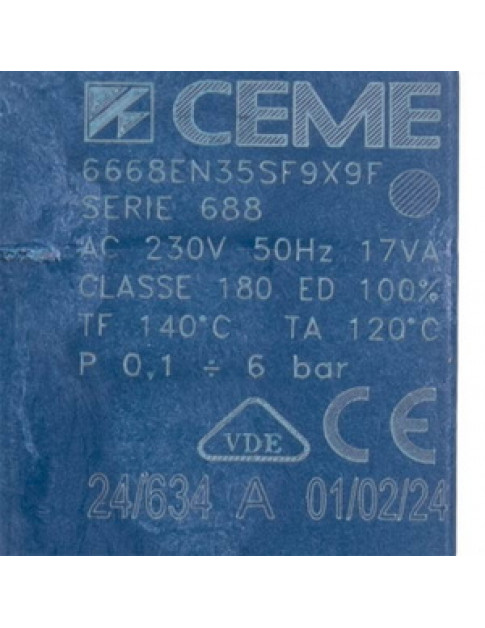 CEME
6668EN35SF9X9F
SERIE 688
AC 230V 50Hz 17VA
CLASSE 180 ED 100%
TF 140°C TA 120°C
P 0,1 ÷ 6 bar
VDE CE
24/634 A 01/02/24